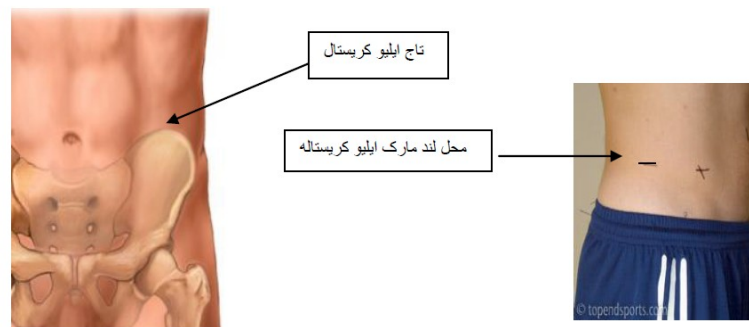 تاج ایلیو کریستال
محل لند مارک ایلیو کریستاله
© topendsports.com